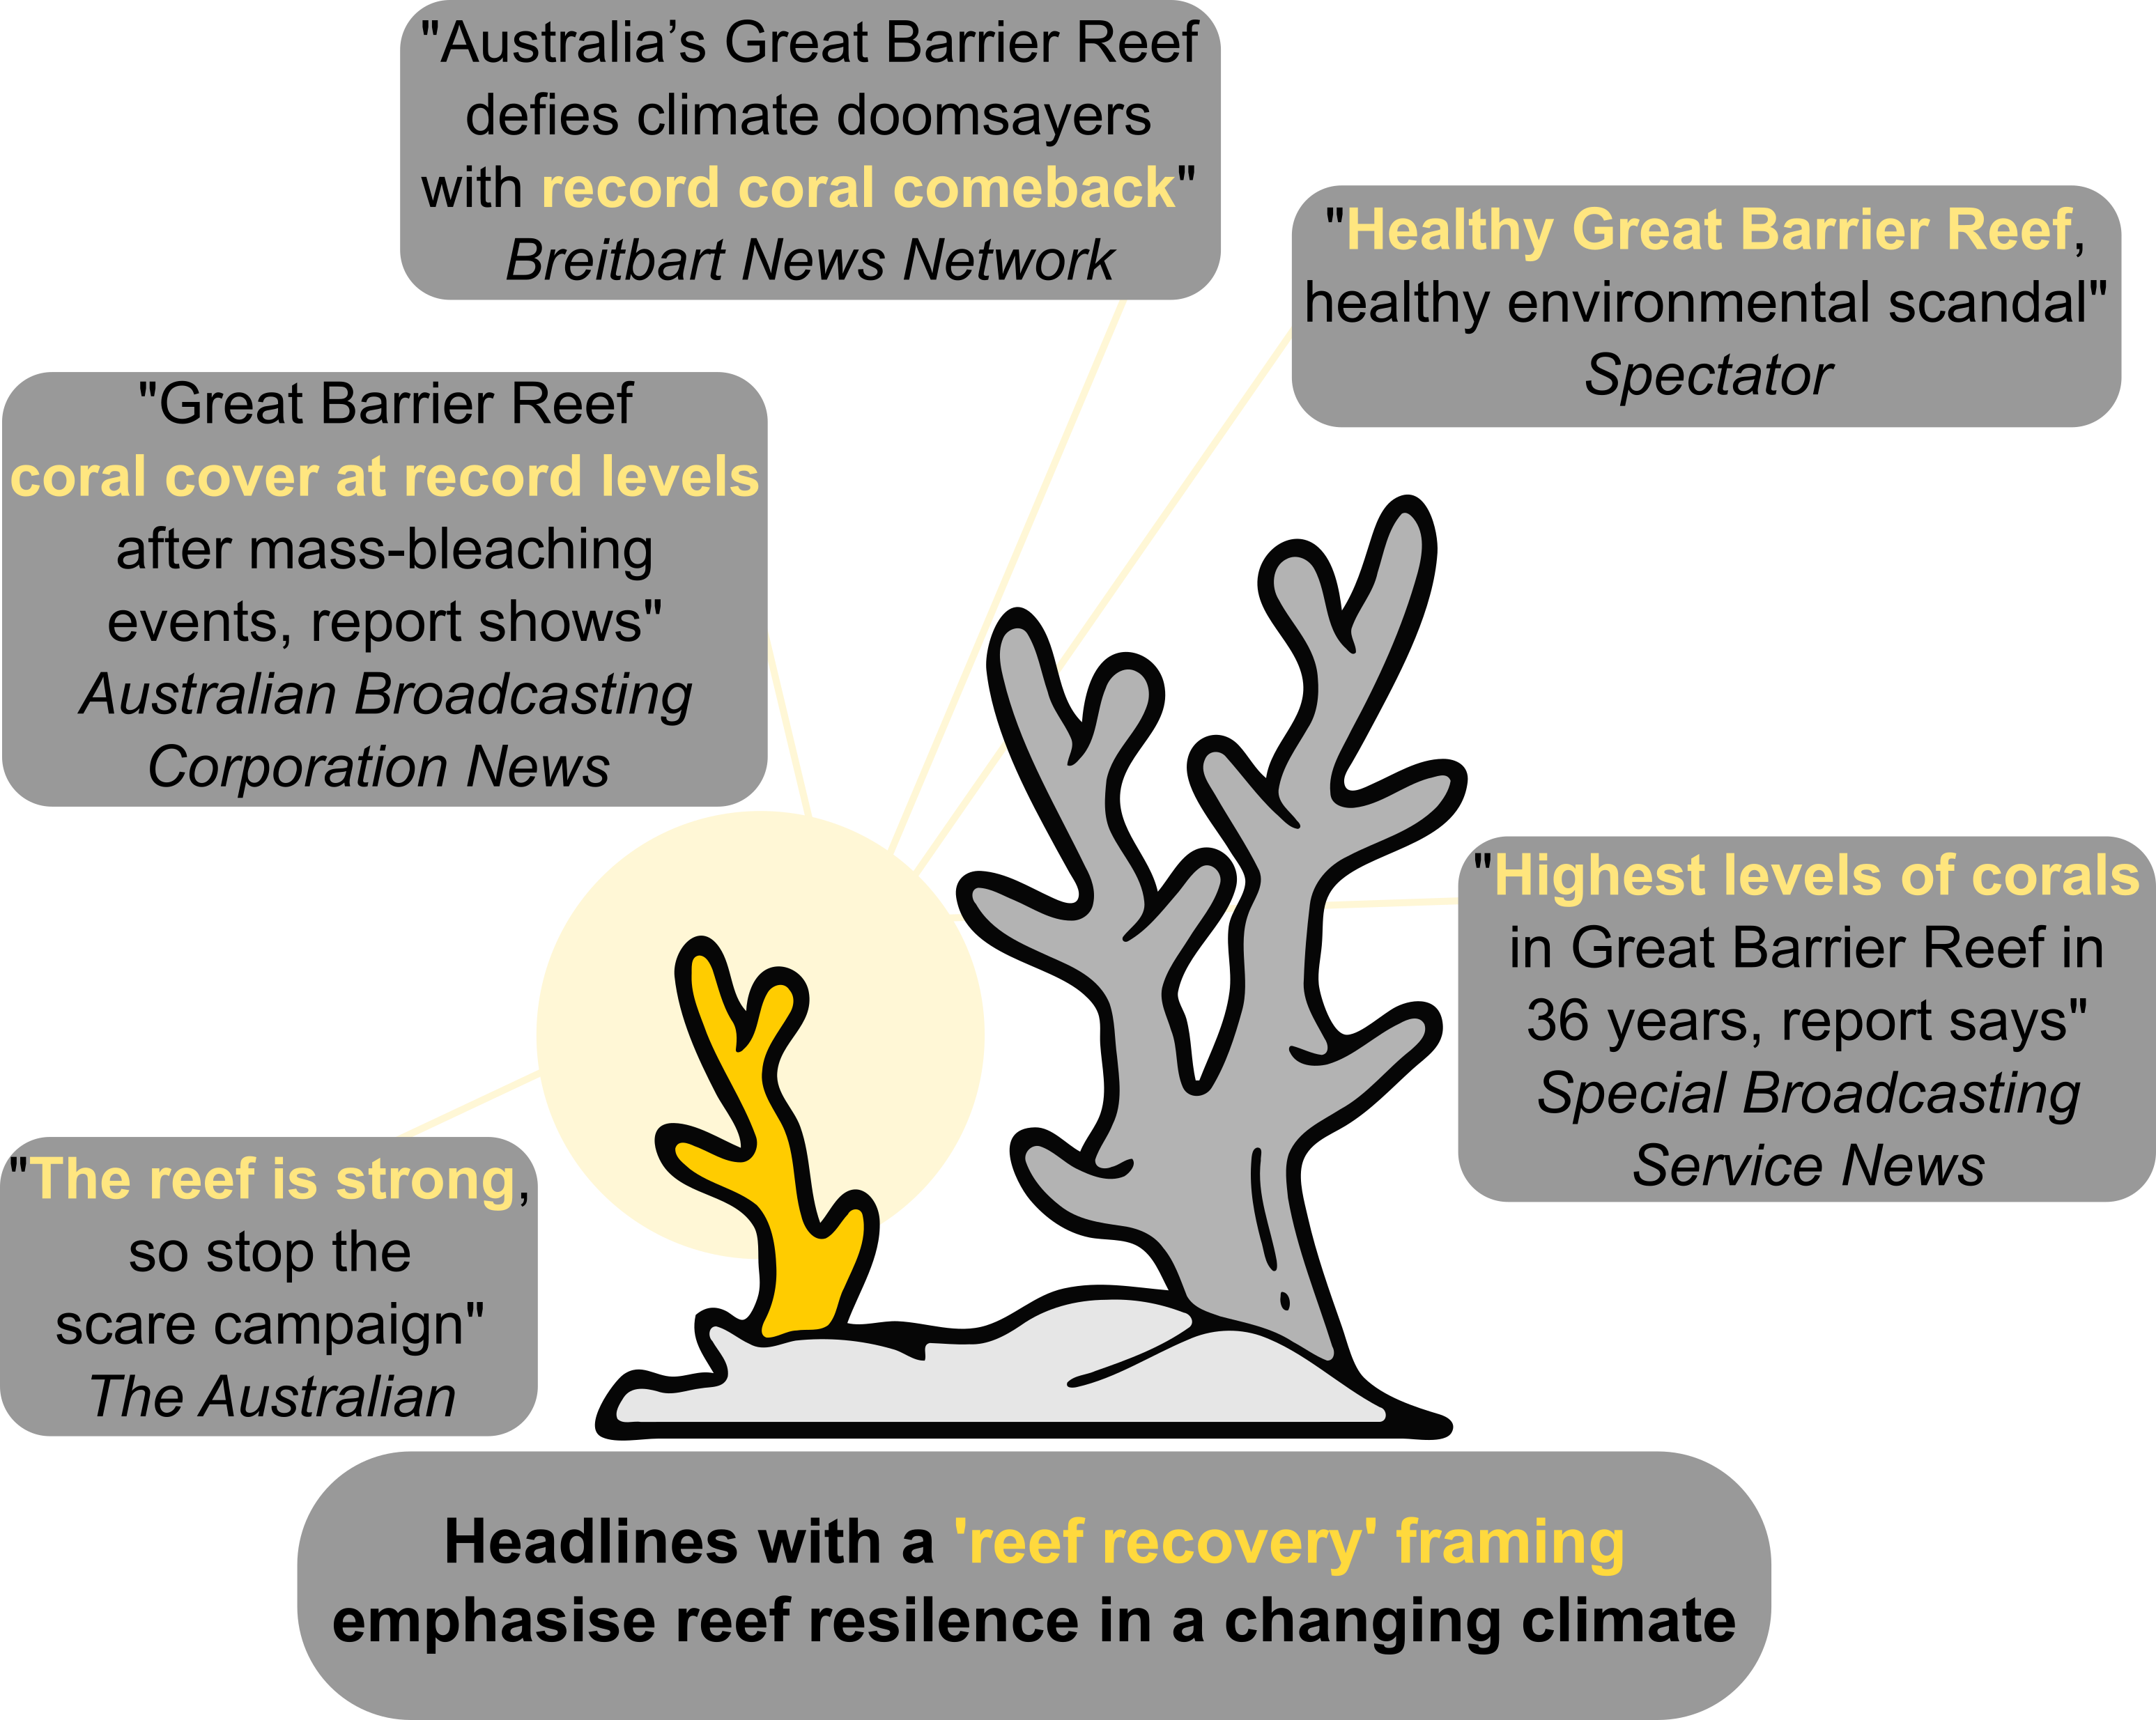 "Australia’s Great Barrier Reef
defies climate doomsayers
with record coral comeback"
Breitbart News Network
"Healthy Great Barrier Reef,
healthy environmental scandal"
Spectator
"Great Barrier Reef
coral cover at record levels
after mass-bleaching
events, report shows"
Australian Broadcasting
Corporation News
"Highest levels of corals
in Great Barrier Reef in
36 years, report says"
Special Broadcasting
Service News
"The reef is strong,
so stop the
scare campaign"
The Australian
Headlines with a 'reef recovery' framing
emphasise reef resilence in a changing climate